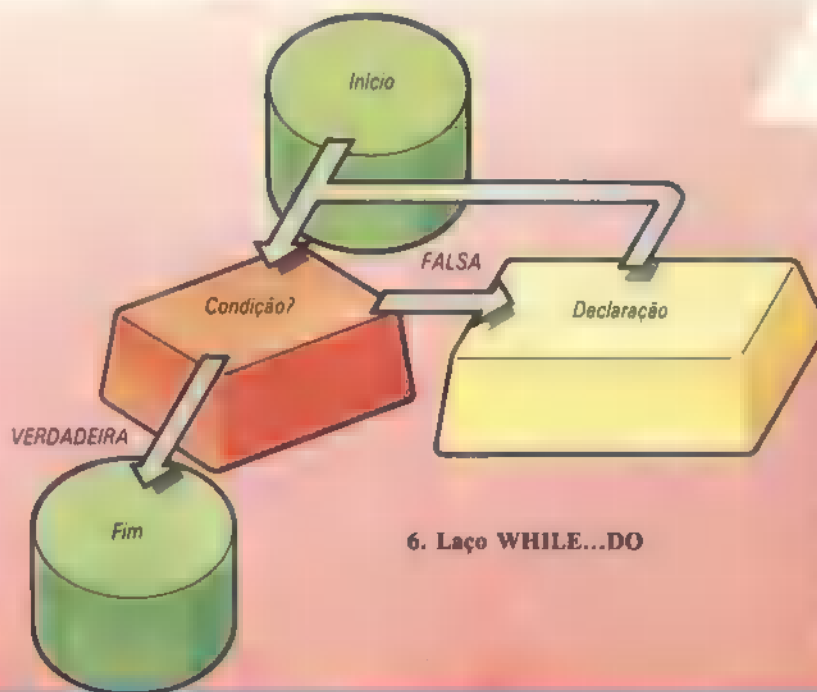 Início
FALSA
Condição?
Declaração
VERDADEIRA
Fim
6. Laço WHILE...DO